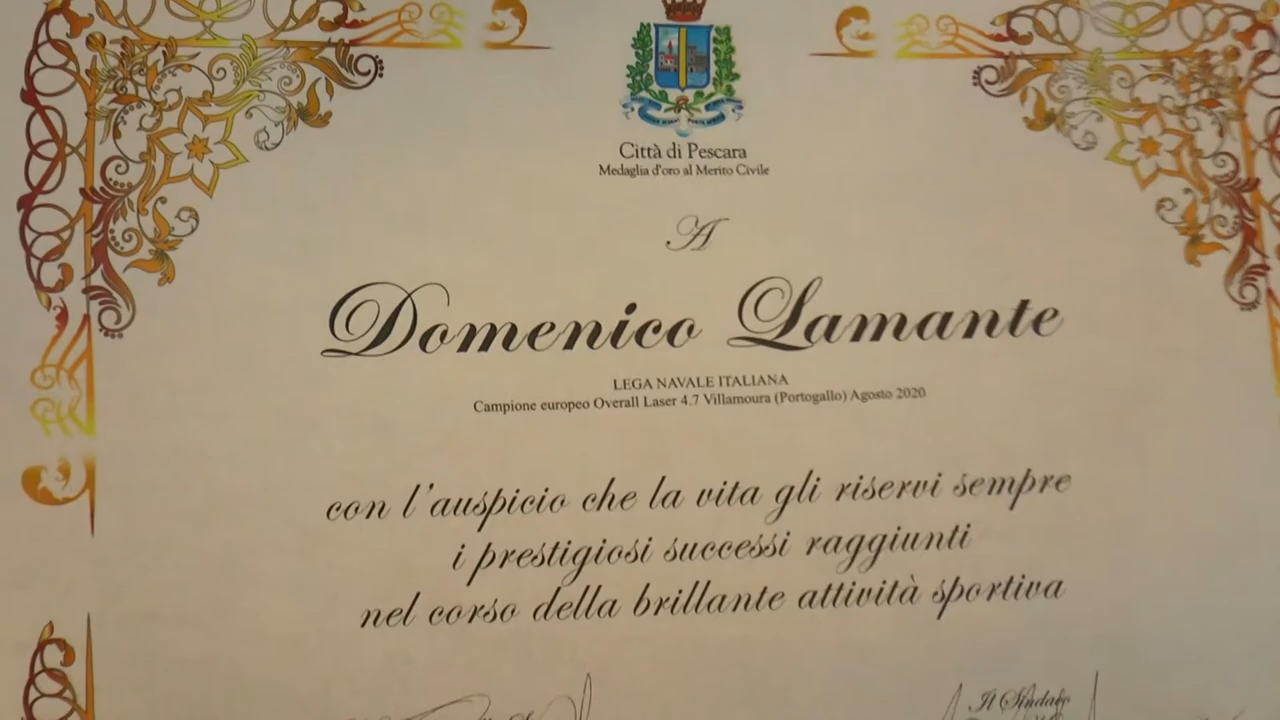 Città di Pescara
Medaglia d'oro al Merito Civile
A
Domenico Lamante
LEGA NAVALE ITALIANA
Campione europeo Overall Laser 4.7 Villamoura (Portogallo) Agosto 2020
con l'auspicio che la vita gli riservi sempre
i prestigiosi successi raggiunti
nel corso della brillante attività sportiva
Il Sindaco